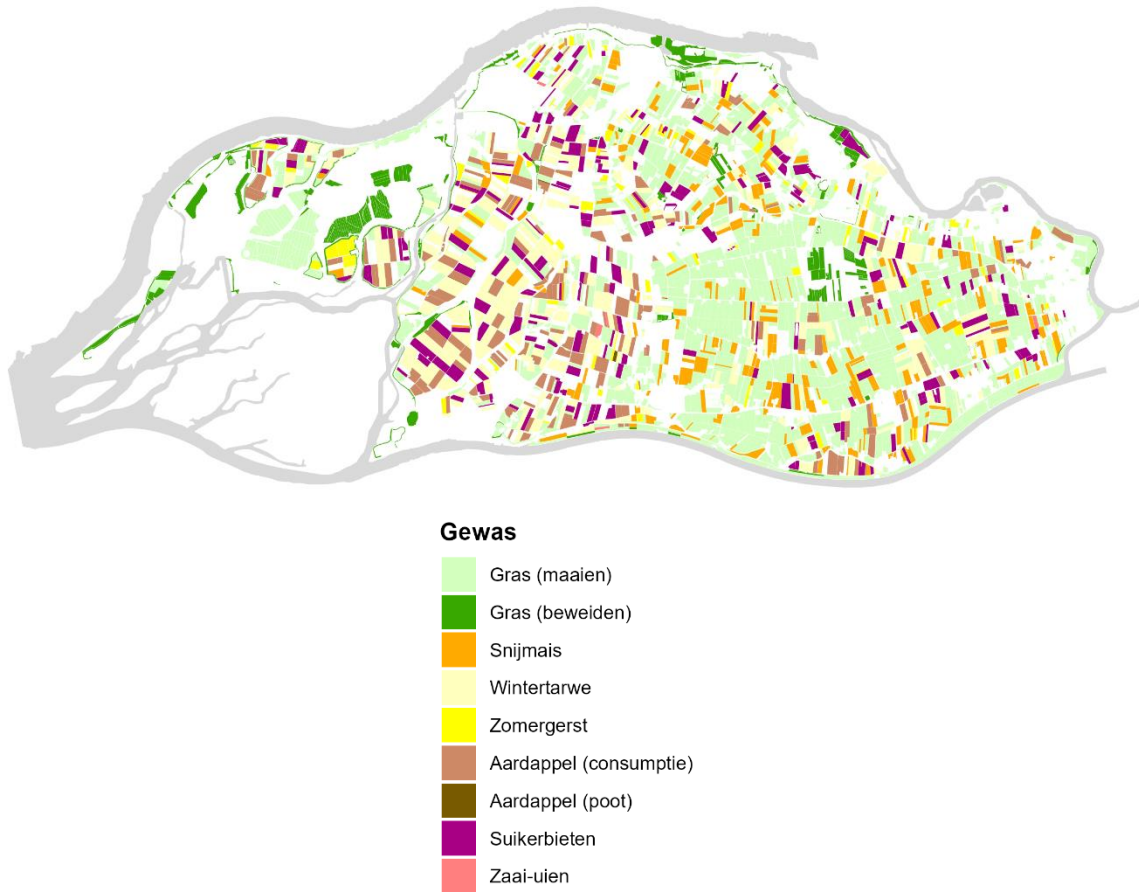 Gewas
Gras (maaien)
Gras (beweiden)
Snijmais
Wintertarwe
Zomergerst
Aardappel (consumptie)
Aardappel (poot)
Suikerbieten
Zaai-uien